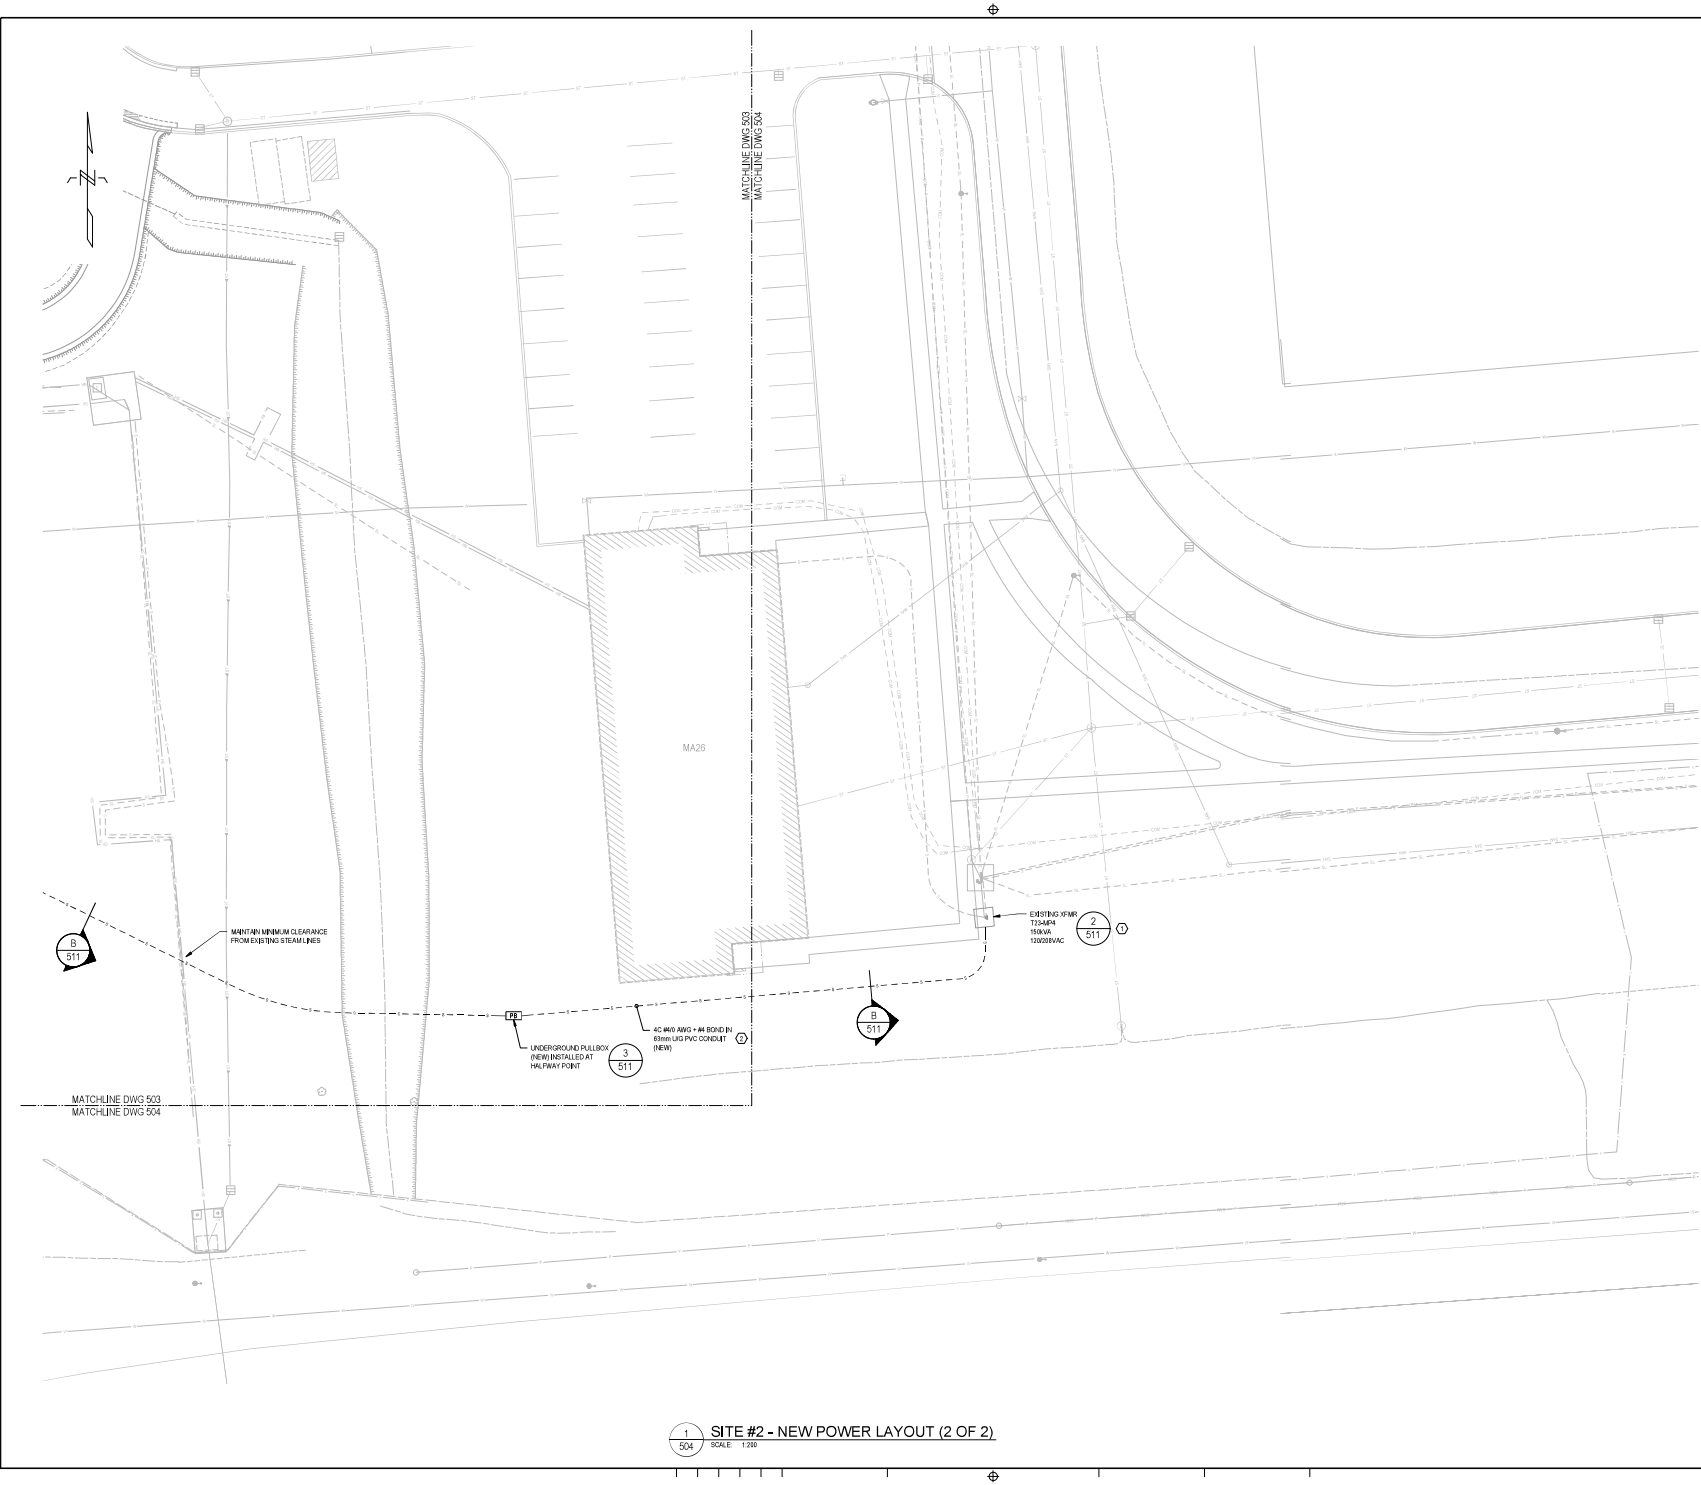 MATCHLINE DWG 503
MATCHLINE DWG 504
N
MA26
B
511
MAINTAIN MINIMUM CLEARANCE
FROM EXISTING STEAM LINES
EXISTING XFMR
T23-MP4
150kVA
120/208VAC
2
511
1
PB
UNDERGROUND PULLBOX
(NEW) INSTALLED AT
HALFWAY POINT
3
511
4C #4/0 AWG + #4 BOND IN
63mm U/G PVC CONDUIT
(NEW)
2
B
511
MATCHLINE DWG 503
MATCHLINE DWG 504
1
504
SITE #2 - NEW POWER LAYOUT (2 OF 2)
SCALE: 1:200